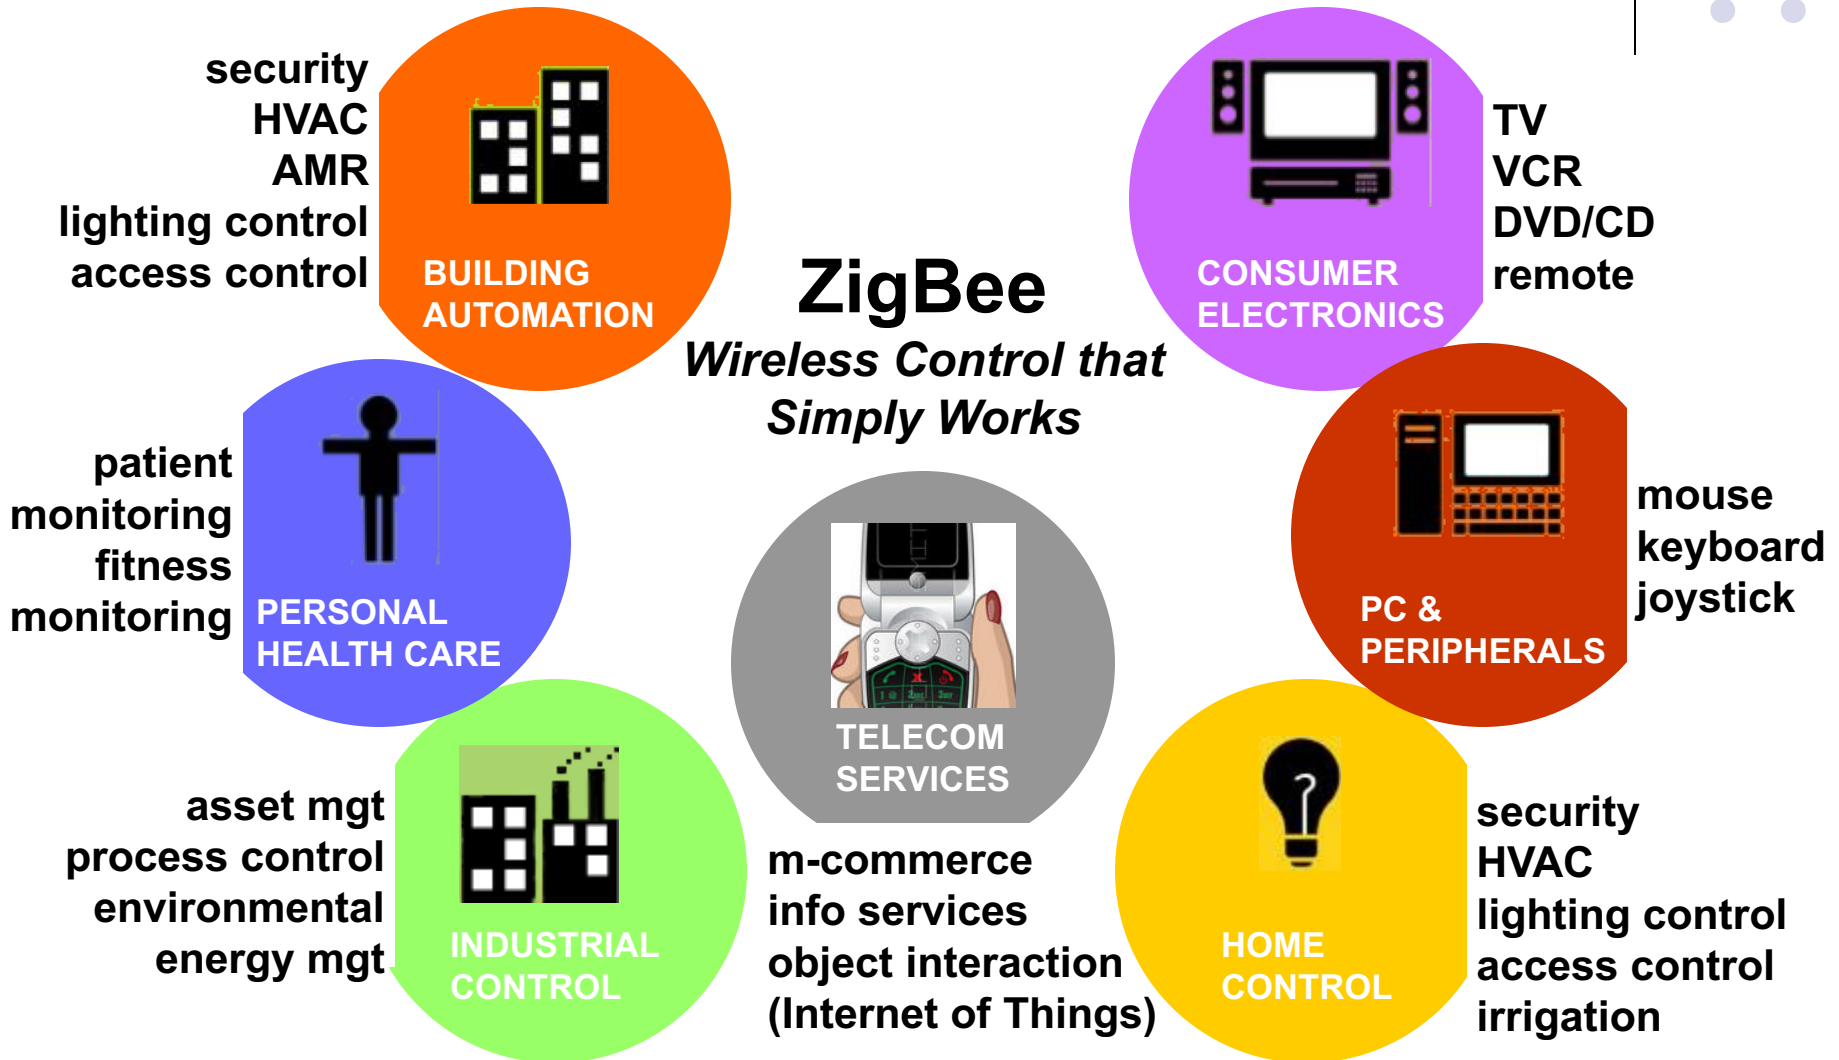 security
HVAC
AMR
lighting control
access control
BUILDING
AUTOMATION
ZigBee
Wireless Control that
Simply Works
CONSUMER
ELECTRONICS
TV
VCR
DVD/CD
remote
patient
monitoring
fitness
monitoring
PERSONAL
HEALTH CARE
TELECOM
SERVICES
PC &
PERIPHERALS
mouse
keyboard
joystick
asset mgt
process control
environmental
energy mgt
INDUSTRIAL
CONTROL
m-commerce
info services
object interaction
(Internet of Things)
HOME
CONTROL
security
HVAC
lighting control
access control
irrigation